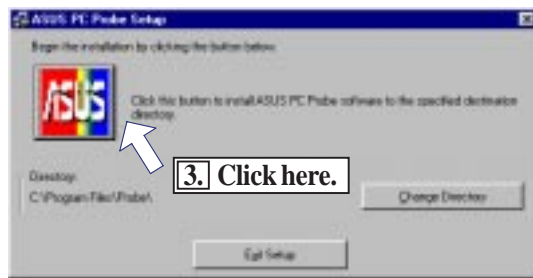 ASUS PC Probe Setup
Begin the installation by clicking the button below.
ASUS
Click this button to install ASUS PC Probe software to the specified destination
directory.
3. Click here.
Directory:
C:\Program Files\Probe\
Change Directory
Exit Setup